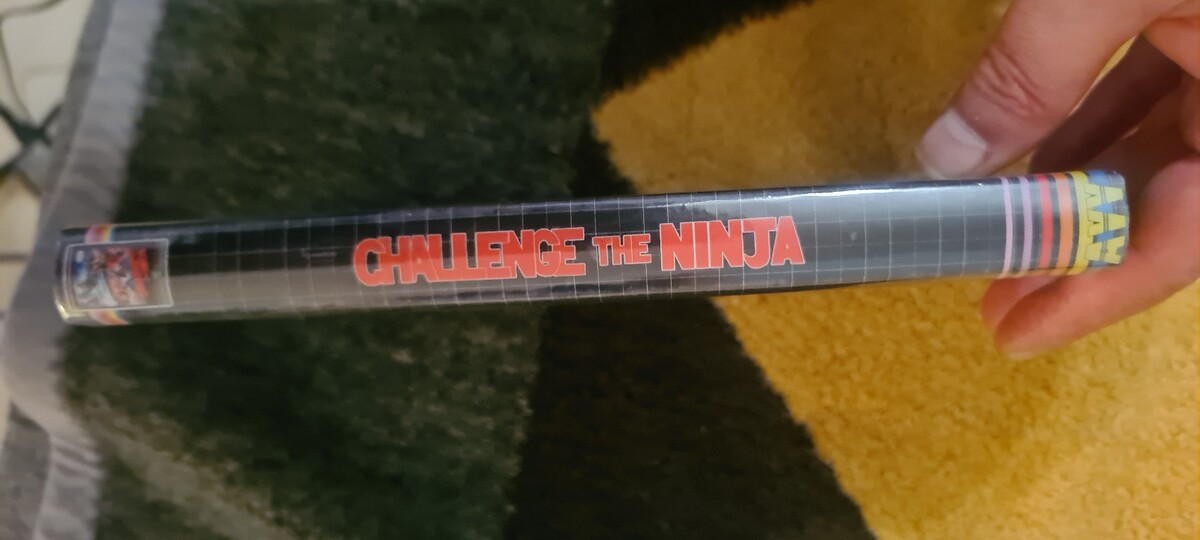 CHALLENGE THE NINJA